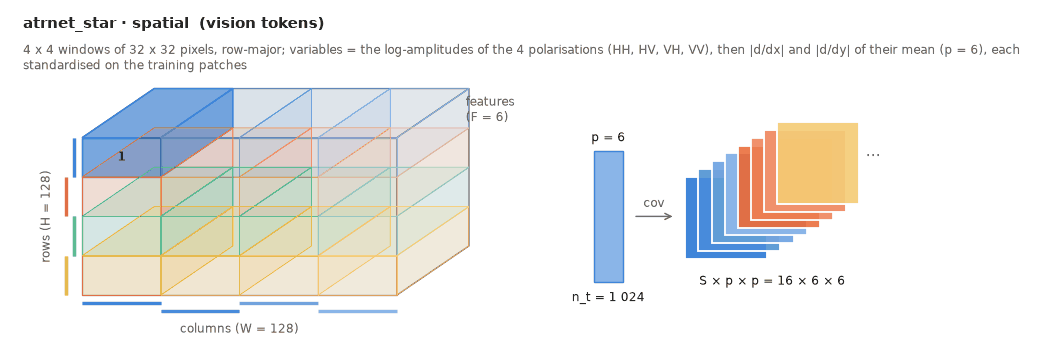 atrnet_star · spatial  (vision tokens)
4 x 4 windows of 32 x 32 pixels, row-major; variables = the log-amplitudes of the 4 polarisations (HH, HV, VH, VV), then |d/dx| and |d/dy| of their mean (p = 6), each
standardised on the training patches
features
(F = 6)
1
rows (H = 128)
columns (W = 128)
p = 6
n_t = 1 024
cov
...
S × p × p = 16 × 6 × 6